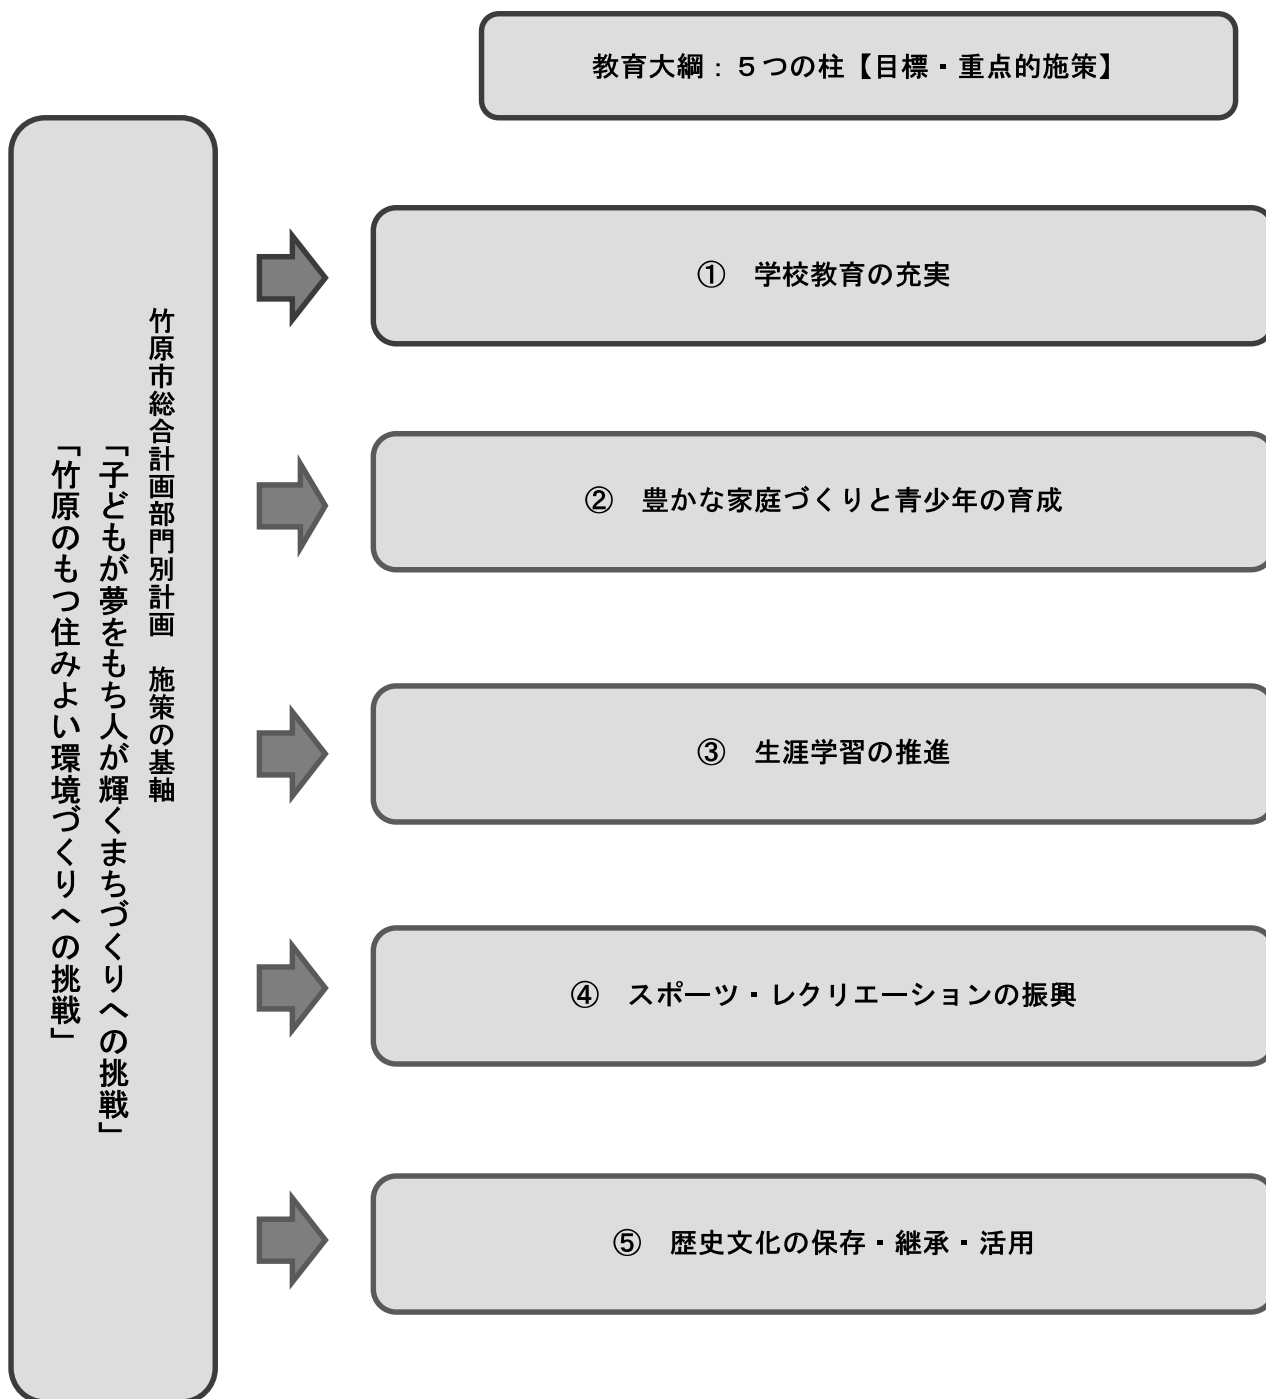 教育大綱：５つの柱【目標・重点的施策】
竹原市総合計画部門別計画　施策の基軸
「子どもが夢をもち人が輝くまちづくりへの挑戦」
「竹原のもつ住みよい環境づくりへの挑戦」
①　学校教育の充実
②　豊かな家庭づくりと青少年の育成
③　生涯学習の推進
④　スポーツ・レクリエーションの振興
⑤　歴史文化の保存・継承・活用